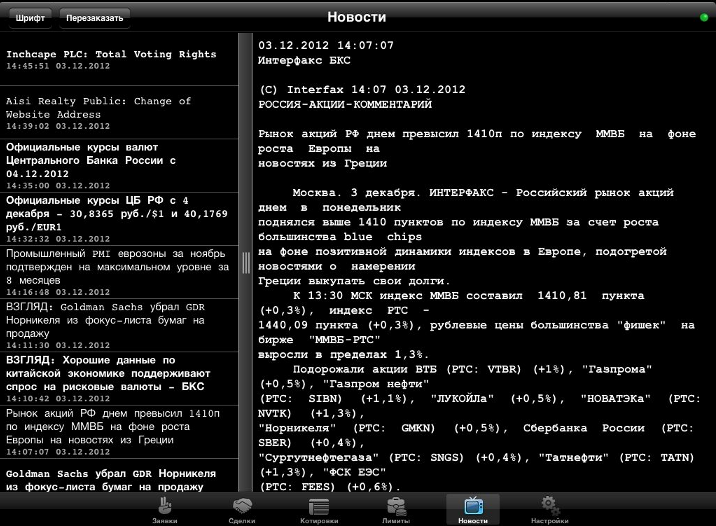 Шрифт
Перезаказать
Новости
Inchcape PLC: Total Voting Rights
14:45:51 03.12.2012
Aisi Realty Public: Change of
Website Address
14:39:02 03.12.2012
Официальные курсы валют
Центрального Банка России с
04.12.2012
14:35:00 03.12.2012
Официальные курсы ЦБ РФ с 4
декабря - 30,8365 руб./$1 и 40,1769
руб./EUR1
14:32:32 03.12.2012
Промышленный PMI еврозоны за ноябрь
подтвержден на максимальном уровне за
8 месяцев
14:16:48 03.12.2012
ВЗГЛЯД: Goldman Sachs убрал GDR
Норникеля из фокус-листа бумаг на
продажу
14:11:30 03.12.2012
ВЗГЛЯД: Хорошие данные по
китайской экономике поддерживают
спрос на рисковые валюты - БКС
14:10:42 03.12.2012
Рынок акций РФ днем превысил 1410п
по индексу ММВБ на фоне роста
Европы на новостях из Греции
14:07:07 03.12.2012
Goldman Sachs убрал GDR Норникеля
из фокус-листа бумаг на продажу
03.12.2012 14:07:07
Интерфакс БКС
(C) Interfax 14:07 03.12.2012
РОССИЯ-АКЦИИ-КОММЕНТАРИЙ
Рынок акций РФ днем превысил 1410п по индексу ММВБ на фоне
роста Европы на
новостях из Греции
Москва. 3 декабря. ИНТЕРФАКС - Российский рынок акций
днем в понедельник
поднялся выше 1410 пунктов по индексу ММВБ за счет роста
большинства blue chips
на фоне позитивной динамики индексов в Европе, подогретой
новостями о намерении
Греции выкупать свои долги.
К 13:30 МСК индекс ММВБ составил 1410,81 пункта
(+0,3%), индекс РТС -
1440,09 пункта (+0,3%), рублевые цены большинства "фишек" на
бирже "ММВБ-РТС"
выросли в пределах 1,3%.
Подорожали акции ВТБ (РТС: VTBR) (+1%), "Газпрома"
(+0,5%), "Газпром нефти"
(РТС: SIBN) (+1,1%), "ЛУКОЙЛа" (+0,5%), "НОВАТЭКа" (РТС:
NVTK) (+1,3%),
"Норникеля" (РТС: GMKN) (+0,5%), Сбербанка России (РТС:
SBER) (+0,4%),
"Сургутнефтегаза" (РТС: SNGS) (+0,4%), "Татнефти" (РТС: TATN)
(+1,3%), "ФСК ЕЭС"
(РТС: FEES) (+0,6%).
Заявки
Сделки
Котировки
Лимиты
Новости
Настройки